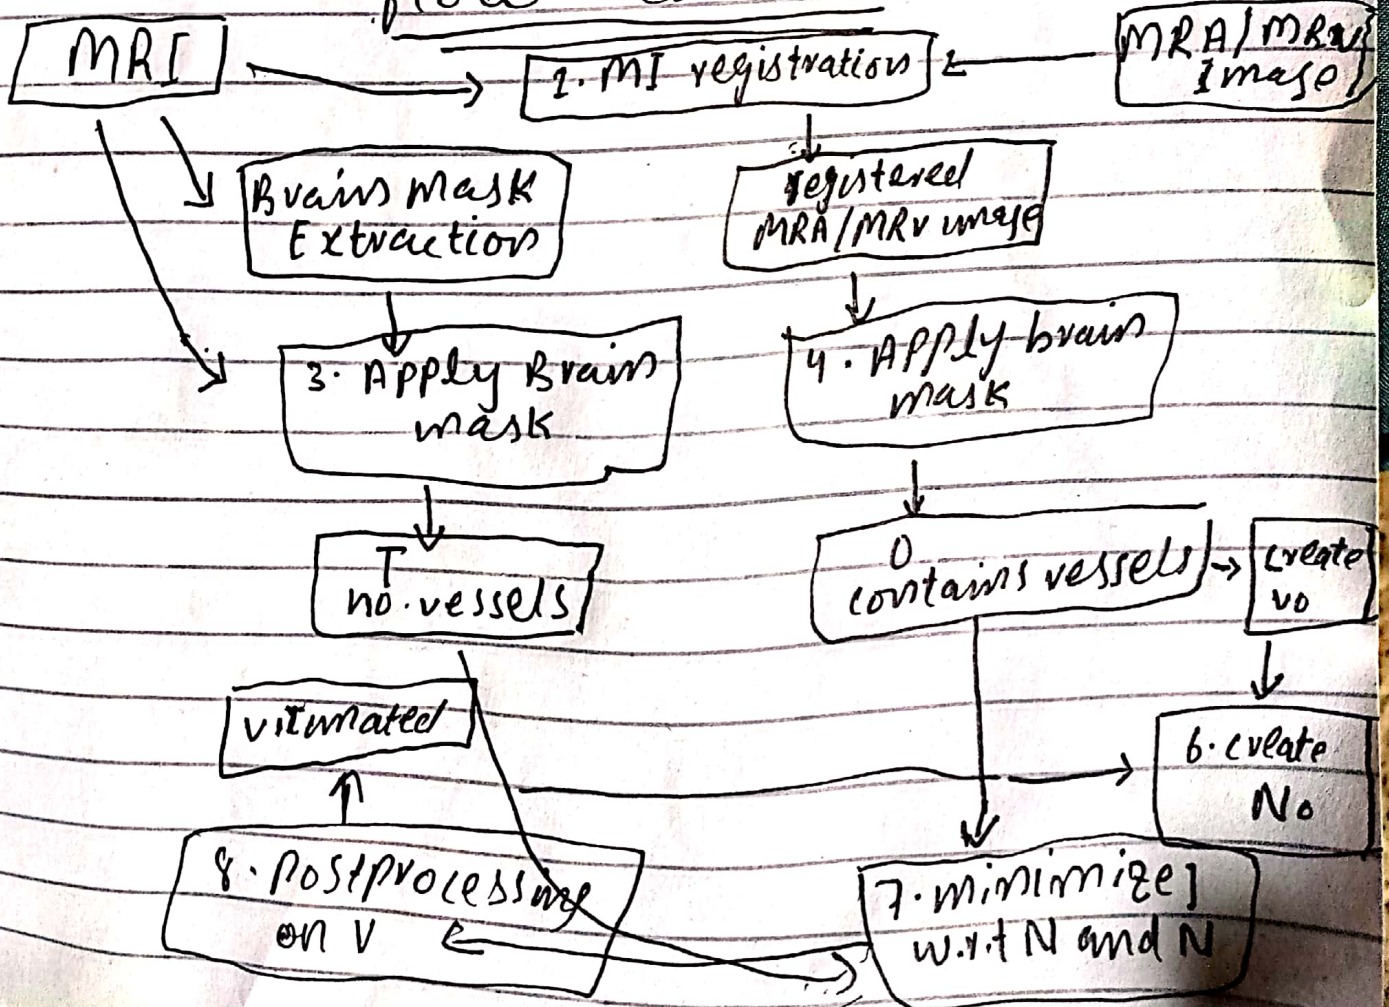 MRI
1. MI registration
MRA/MRV
Image
Brain mask
Extraction
registered
MRA/MRV image
3. Apply Brain
mask
4. Apply brain
mask
T
no. vessels
O
contains vessels
create
vo
6. create
No
8. Postprocessing
on V
7. minimize J
w.r.t N and N